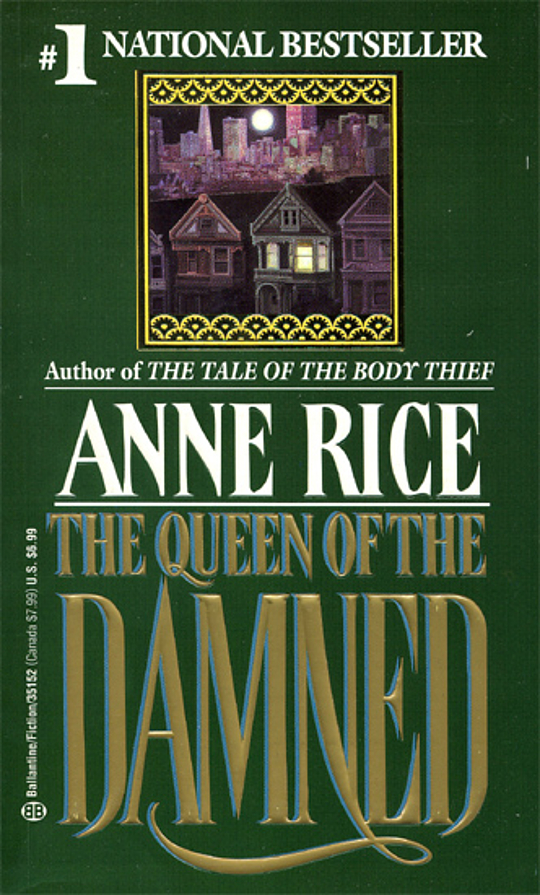 #1 NATIONAL BESTSELLER
Author of THE TALE OF THE BODY THIEF
ANNE RICE
THE QUEEN OF THE
DAMNED
BB Ballantine/Fiction/35152 (Canada $7.99) U.S. $6.99